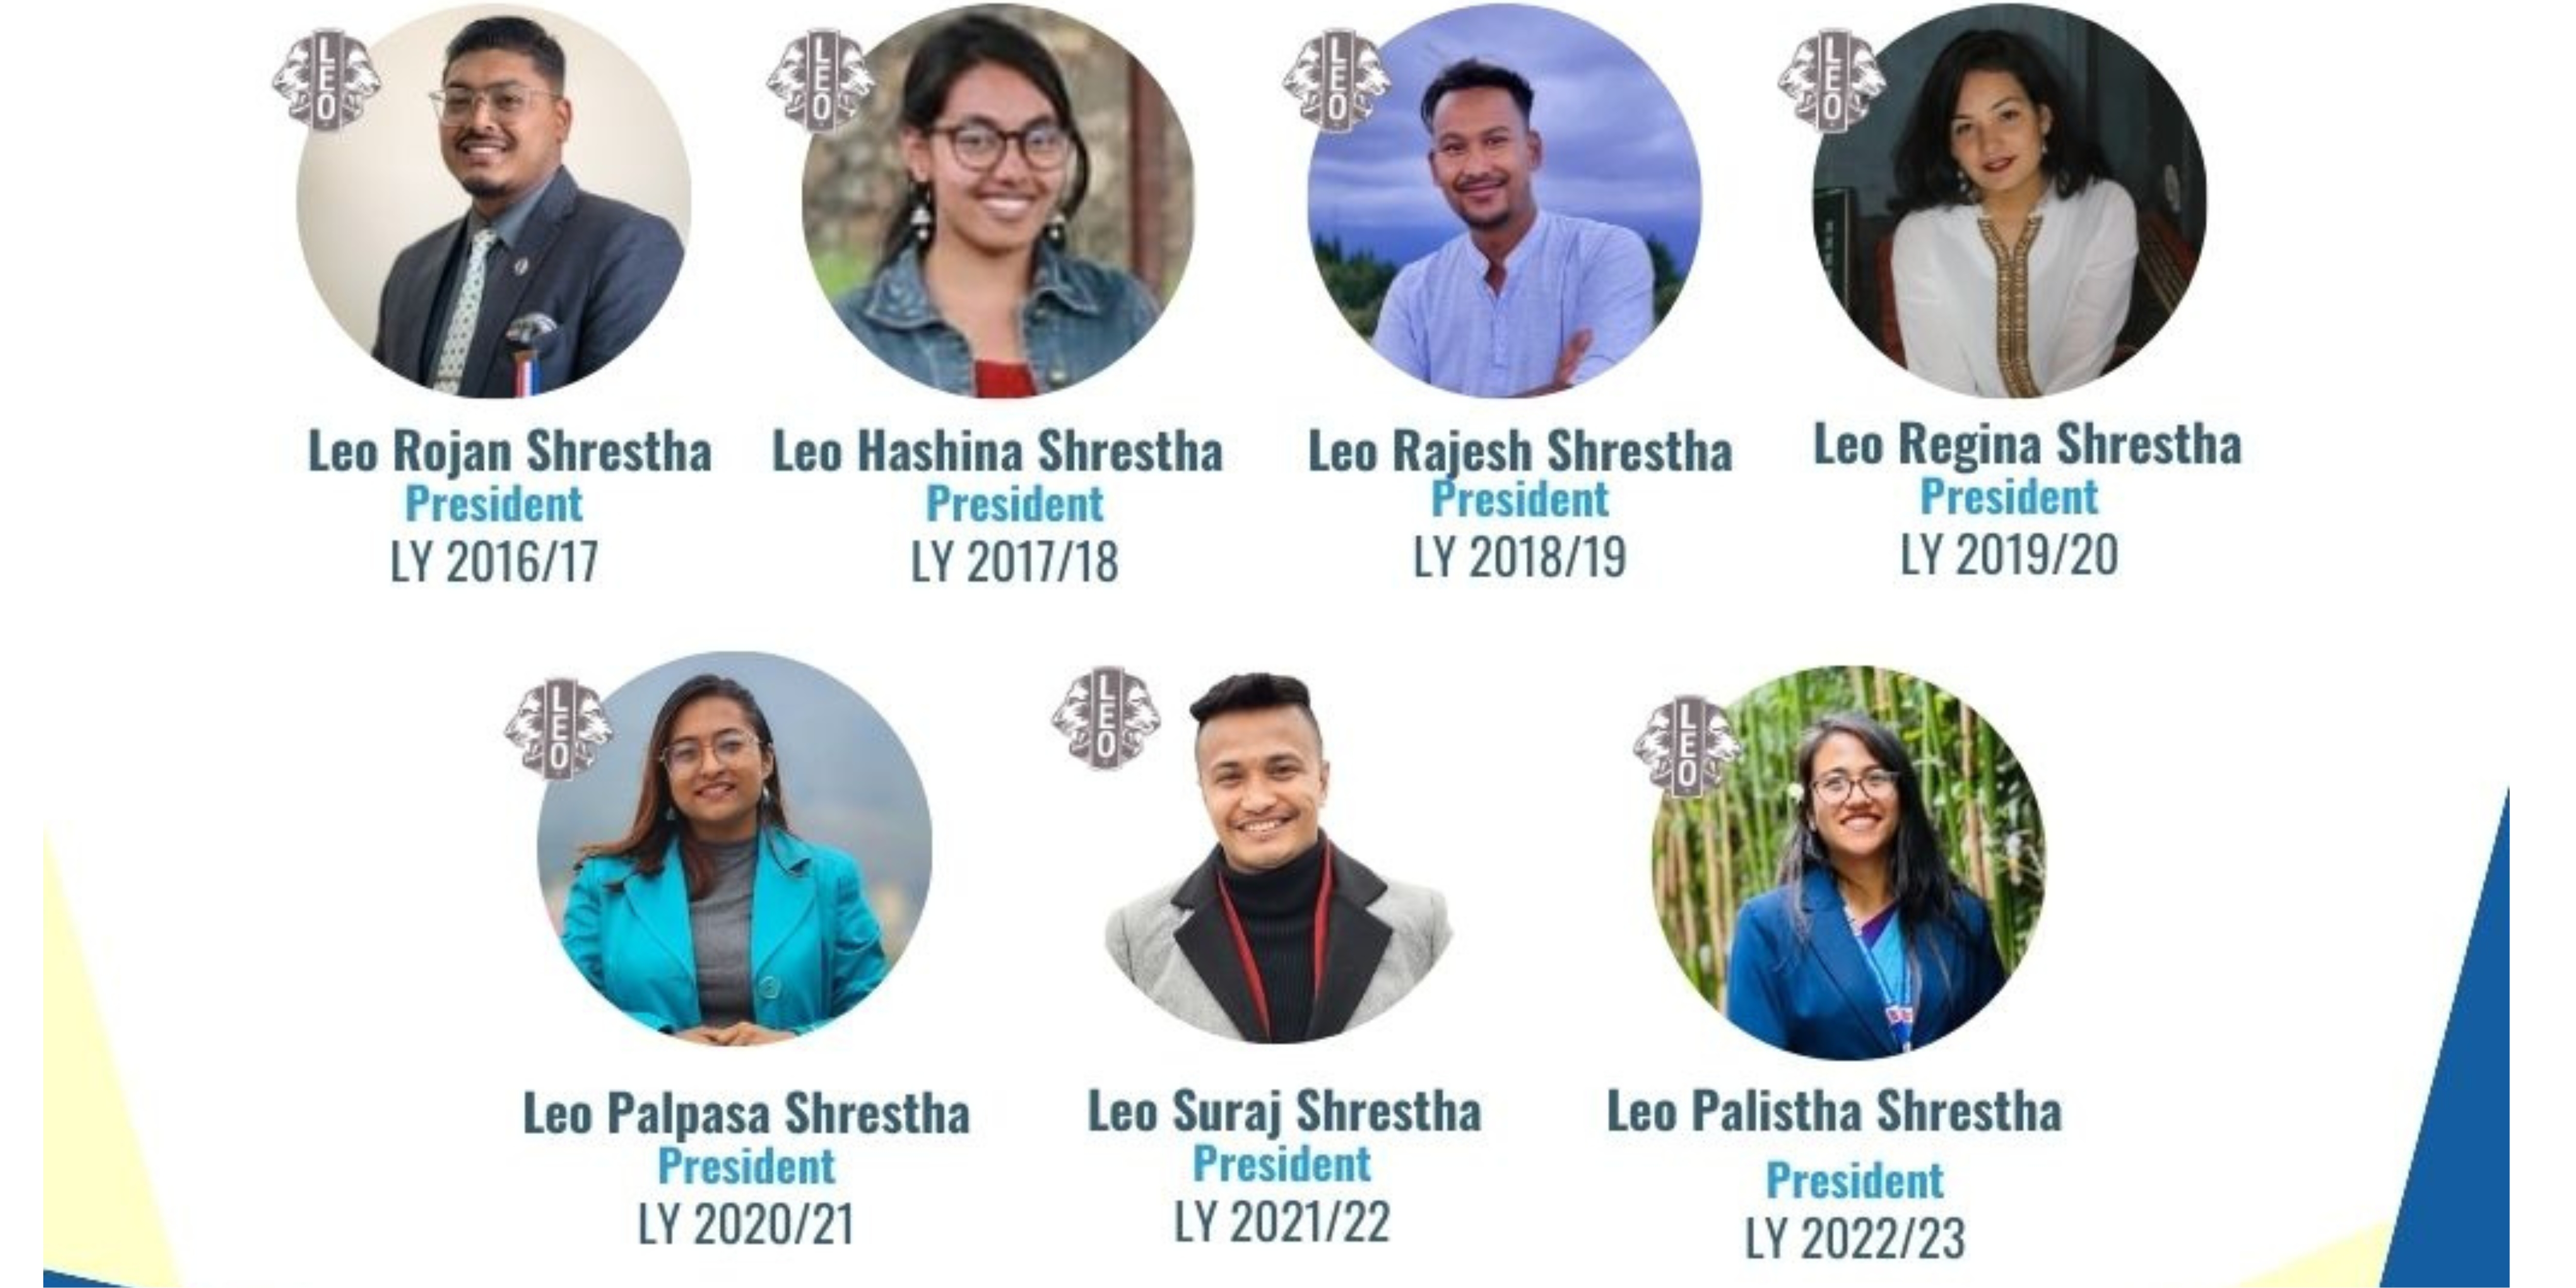 LEO
LEO
LEO
LEO
Leo Rojan Shrestha
President
LY 2016/17
Leo Hashina Shrestha
President
LY 2017/18
Leo Rajesh Shrestha
President
LY 2018/19
Leo Regina Shrestha
President
LY 2019/20
LEO
LEO
LEO
Leo Palpasa Shrestha
President
LY 2020/21
Leo Suraj Shrestha
President
LY 2021/22
Leo Palistha Shrestha
President
LY 2022/23